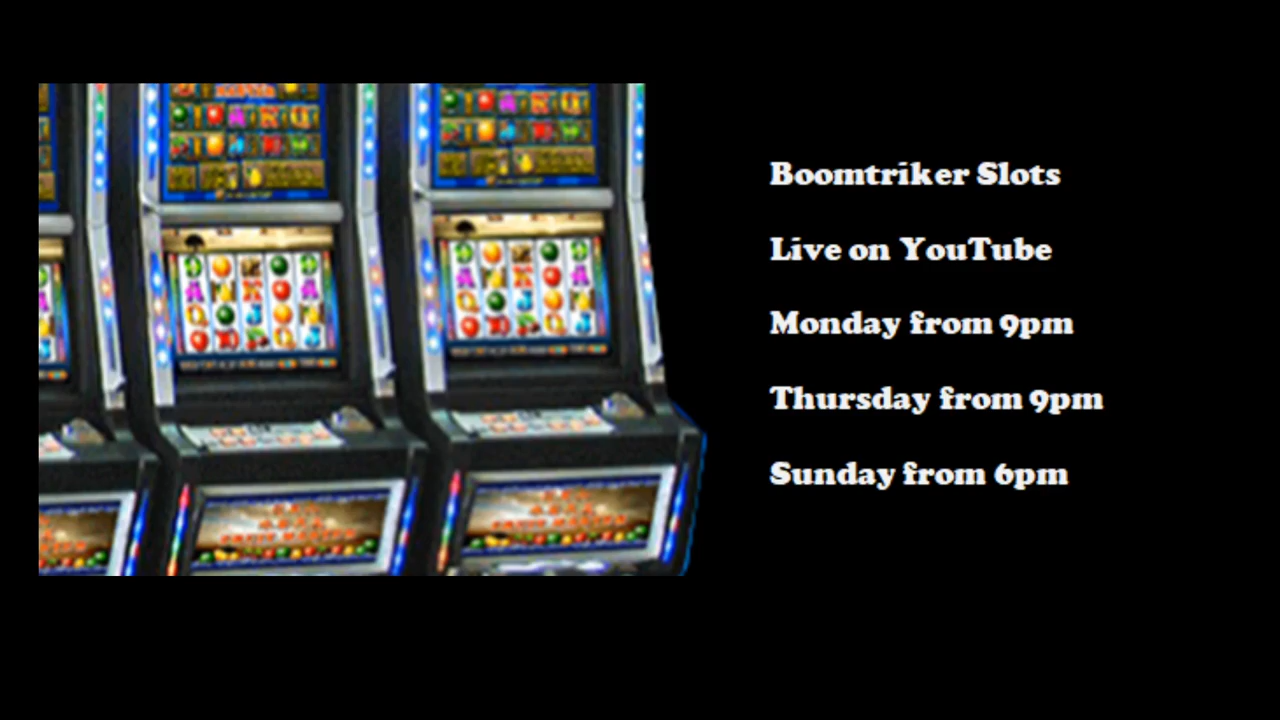 Boomtriker Slots
Live on YouTube
Monday from 9pm
Thursday from 9pm
Sunday from 6pm